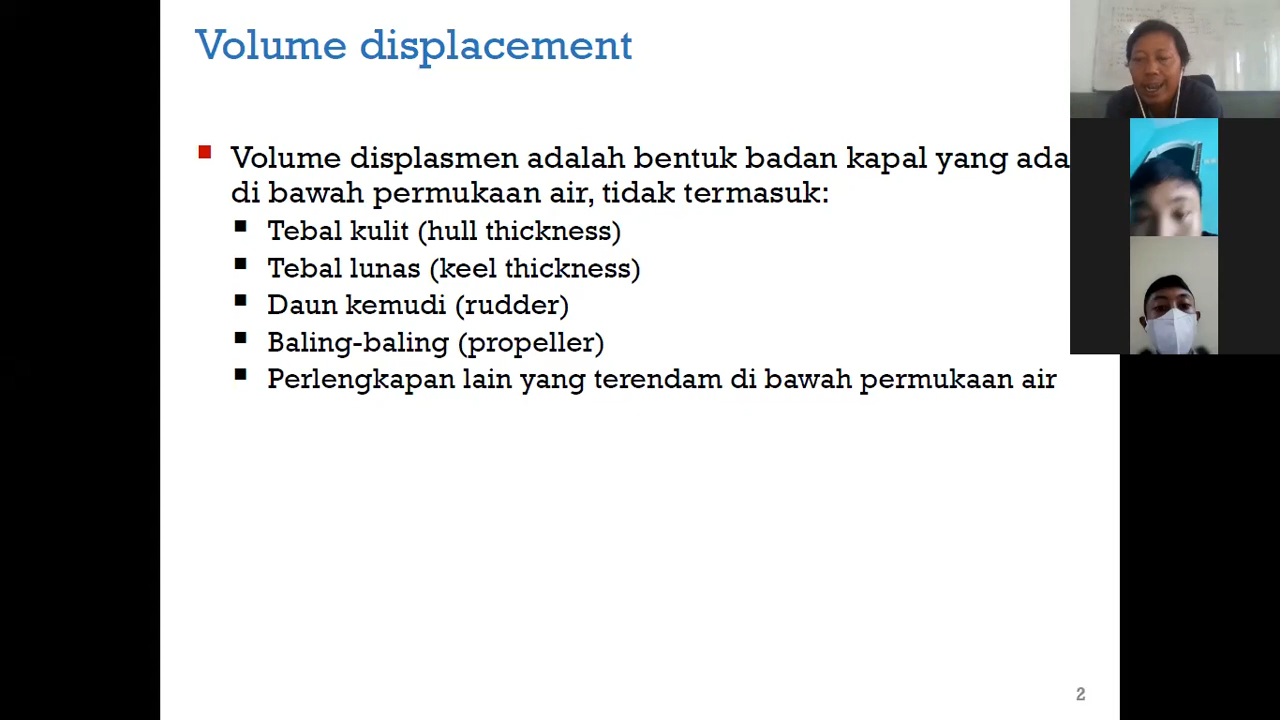 Volume displacement
Volume displasmen adalah bentuk badan kapal yang ada
di bawah permukaan air, tidak termasuk:
Tebal kulit (hull thickness)
Tebal lunas (keel thickness)
Daun kemudi (rudder)
Baling-baling (propeller)
Perlengkapan lain yang terendam di bawah permukaan air
2